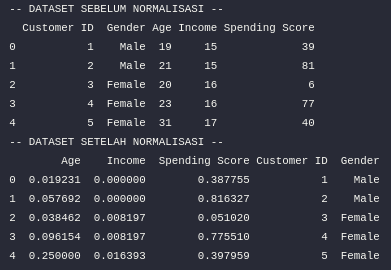 -- DATASET SEBELUM NORMALISASI --
Customer ID Gender Age Income Spending Score
0 1 Male 19 15 39
1 2 Male 21 15 81
2 3 Female 20 16 6
3 4 Female 23 16 77
4 5 Female 31 17 40
-- DATASET SETELAH NORMALISASI --
Age Income Spending Score Customer ID Gender
0 0.019231 0.000000 0.387755 1 Male
1 0.057692 0.000000 0.816327 2 Male
2 0.038462 0.008197 0.051020 3 Female
3 0.096154 0.008197 0.775510 4 Female
4 0.250000 0.016393 0.397959 5 Female